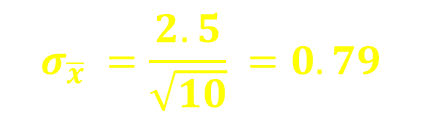 σx̅ = 2.5/√10 = 0.79